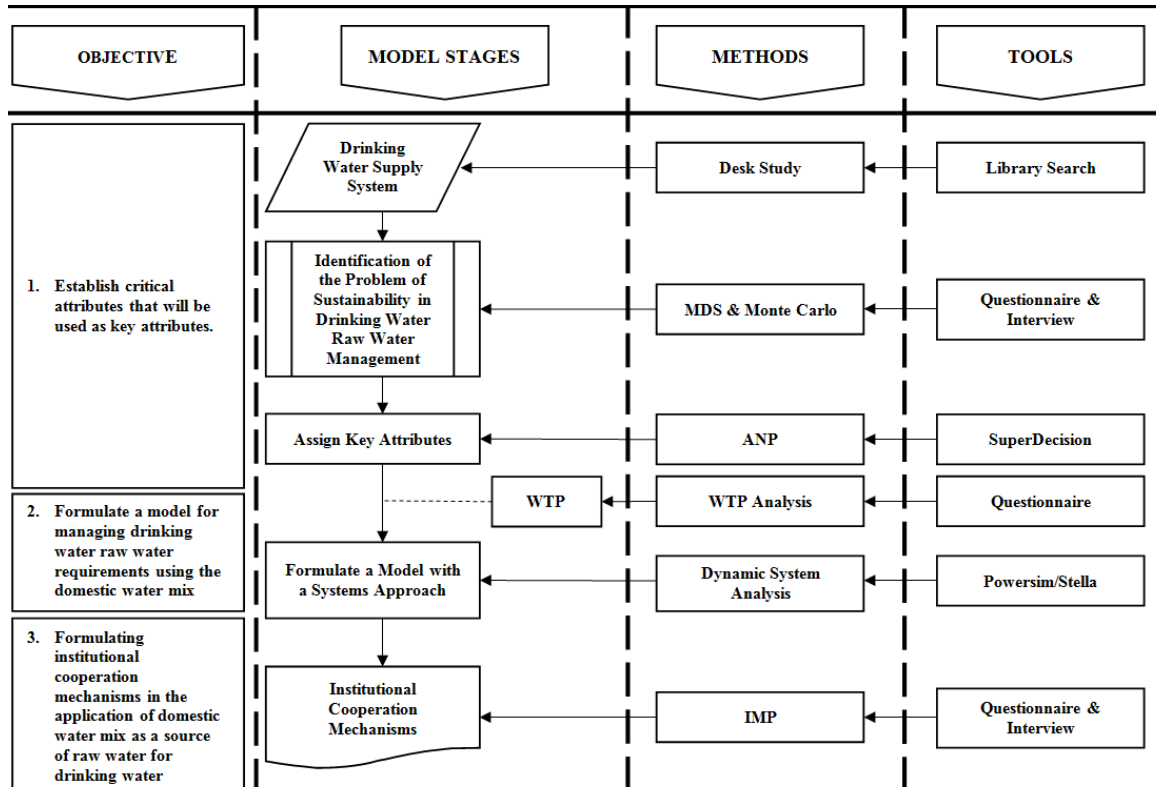 OBJECTIVE
MODEL STAGES
METHODS
TOOLS
1. Establish critical
attributes that will be
used as key attributes.
2. Formulate a model for
managing drinking
water raw water
requirements using the
domestic water mix
3. Formulating
institutional
cooperation
mechanisms in the
application of domestic
water mix as a source
of raw water for
drinking water
Drinking
Water Supply
System
Desk Study
Library Search
Identification of
the Problem of
Sustainability in
Drinking Water
Raw Water
Management
MDS & Monte Carlo
Questionnaire &
Interview
Assign Key Attributes
ANP
SuperDecision
WTP
WTP Analysis
Questionnaire
Formulate a Model with
a Systems Approach
Dynamic System
Analysis
Powersim/Stella
Institutional
Cooperation
Mechanisms
IMP
Questionnaire &
Interview